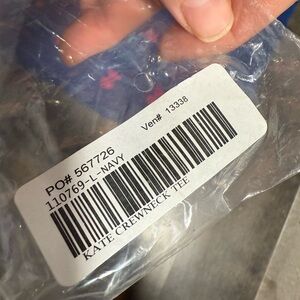 PO# 567726 Ven# 13338
110769-L-NAVY
KATE CREWNECK TEE